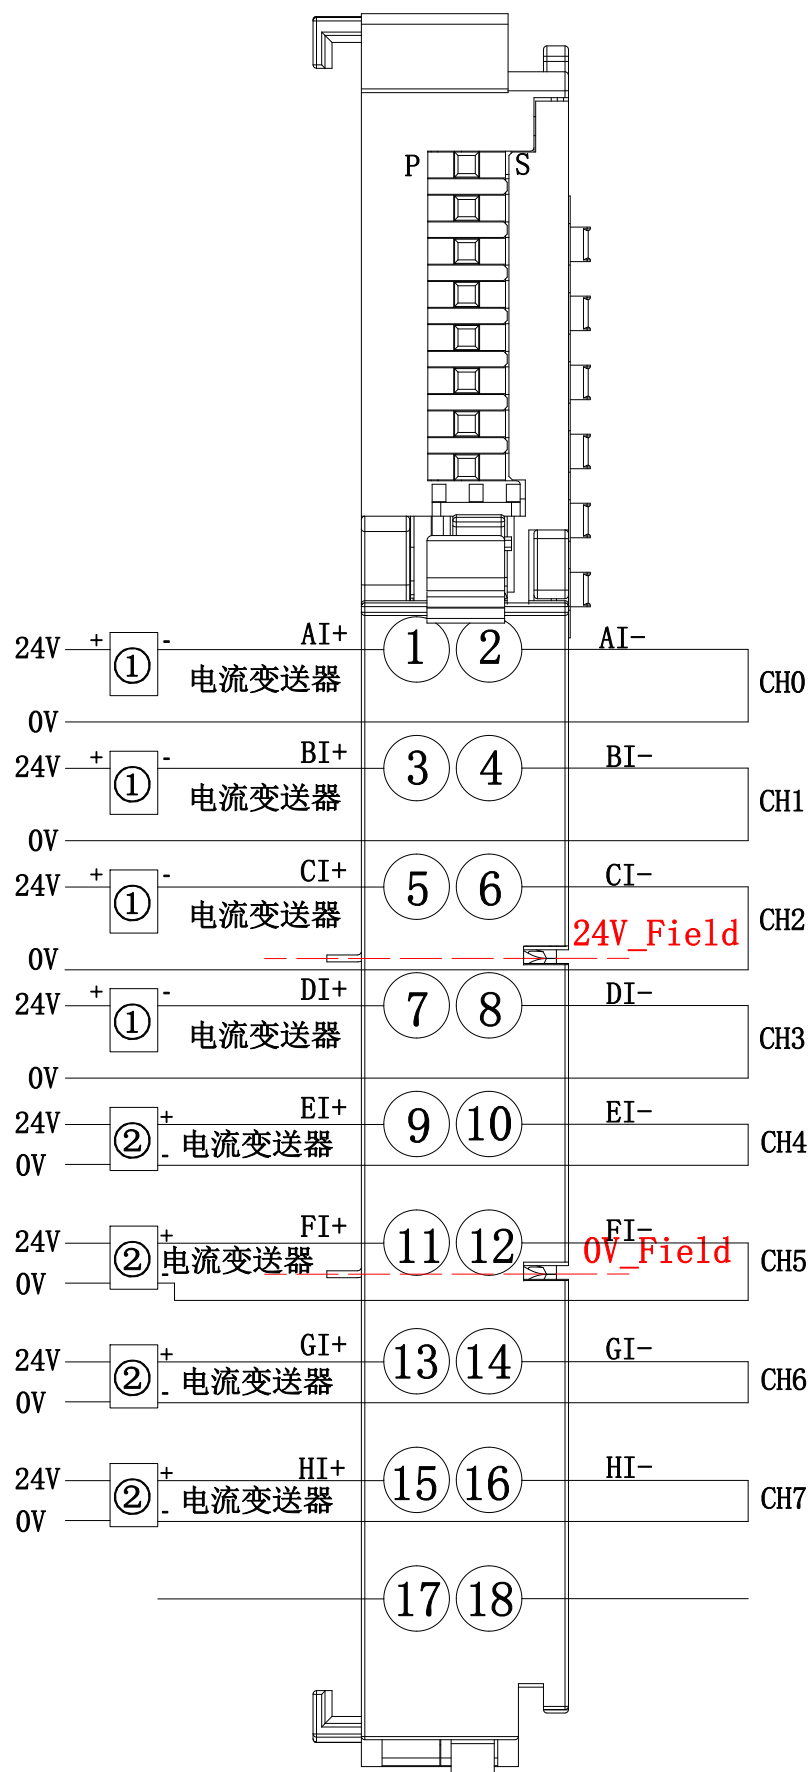 P S
AI+ 1 2 AI-
24V + ① -
电流变送器
CH0
0V
BI+ 3 4 BI-
24V + ① -
电流变送器
CH1
0V
CI+ 5 6 CI-
24V + ① -
电流变送器
CH2
24V_Field
0V
DI+ 7 8 DI-
24V + ① -
电流变送器
CH3
0V
EI+ 9 10 EI-
24V ② +
电流变送器
CH4
0V -
FI+ 11 12 FI-
24V ② +
电流变送器
0V_Field
CH5
0V -
GI+ 13 14 GI-
24V ② +
电流变送器
CH6
0V -
HI+ 15 16 HI-
24V ② +
电流变送器
CH7
0V -
17 18